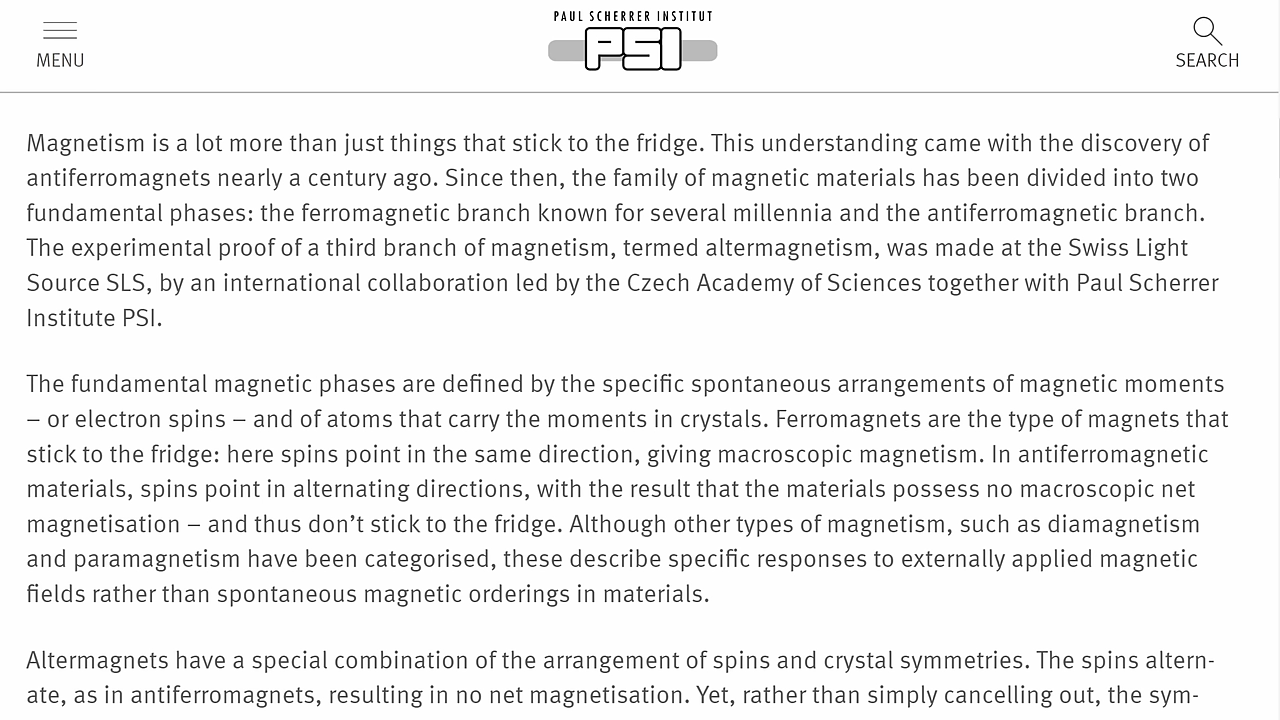 PAUL SCHERRER INSTITUT
PSI
MENU
SEARCH
Magnetism is a lot more than just things that stick to the fridge. This understanding came with the discovery of
antiferromagnets nearly a century ago. Since then, the family of magnetic materials has been divided into two
fundamental phases: the ferromagnetic branch known for several millennia and the antiferromagnetic branch.
The experimental proof of a third branch of magnetism, termed altermagnetism, was made at the Swiss Light
Source SLS, by an international collaboration led by the Czech Academy of Sciences together with Paul Scherrer
Institute PSI.
The fundamental magnetic phases are defined by the specific spontaneous arrangements of magnetic moments
– or electron spins – and of atoms that carry the moments in crystals. Ferromagnets are the type of magnets that
stick to the fridge: here spins point in the same direction, giving macroscopic magnetism. In antiferromagnetic
materials, spins point in alternating directions, with the result that the materials possess no macroscopic net
magnetisation – and thus don’t stick to the fridge. Although other types of magnetism, such as diamagnetism
and paramagnetism have been categorised, these describe specific responses to externally applied magnetic
fields rather than spontaneous magnetic orderings in materials.
Altermagnets have a special combination of the arrangement of spins and crystal symmetries. The spins altern-
ate, as in antiferromagnets, resulting in no net magnetisation. Yet, rather than simply cancelling out, the sym-